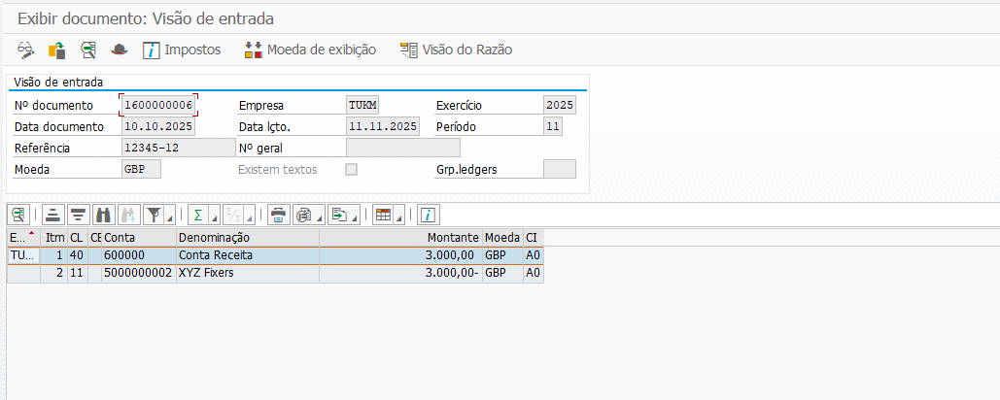 Exibir documento: Visão de entrada
Impostos Moeda de exibição Visão do Razão
Visão de entrada
Nº documento 1600000006 Empresa TUKM Exercício 2025
Data documento 10.10.2025 Data lçto. 11.11.2025 Período 11
Referência 12345-12 Nº geral
Moeda GBP Existem textos Grp.ledgers
E... Itm CL CE Conta Denominação Montante Moeda CI
TU... 1 40 600000 Conta Receita 3.000,00 GBP A0
2 11 5000000002 XYZ Fixers 3.000,00- GBP A0